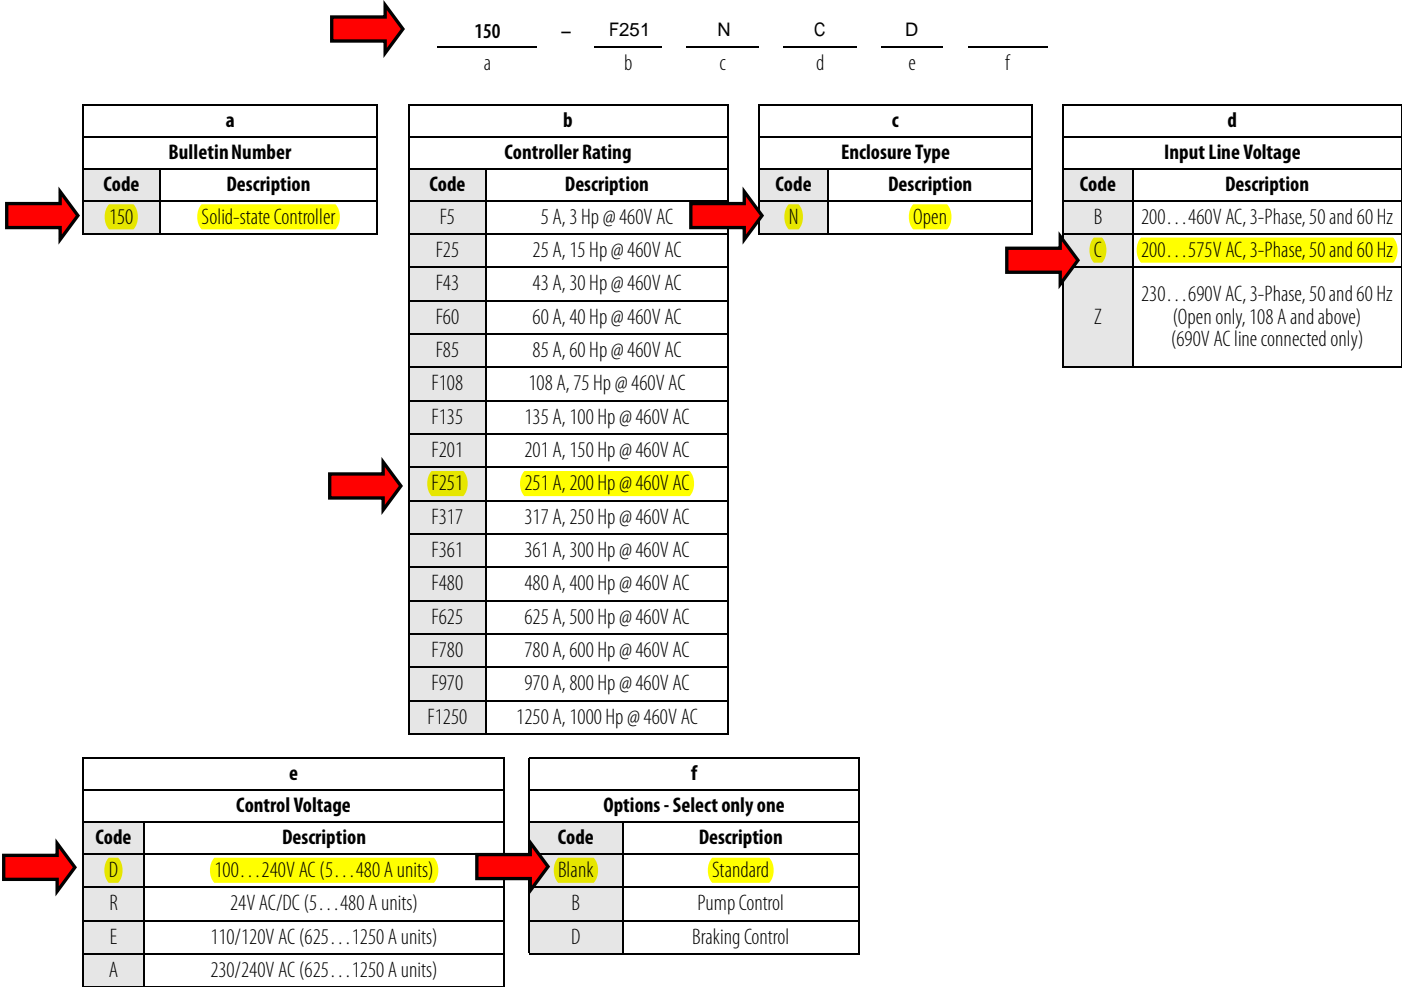 150 – F251 N C D
a b c d e f
a
Bulletin Number
Code Description
150 Solid-state Controller
b
Controller Rating
Code Description
F5 5 A, 3 Hp @ 460V AC
F25 25 A, 15 Hp @ 460V AC
F43 43 A, 30 Hp @ 460V AC
F60 60 A, 40 Hp @ 460V AC
F85 85 A, 60 Hp @ 460V AC
F108 108 A, 75 Hp @ 460V AC
F135 135 A, 100 Hp @ 460V AC
F201 201 A, 150 Hp @ 460V AC
F251 251 A, 200 Hp @ 460V AC
F317 317 A, 250 Hp @ 460V AC
F361 361 A, 300 Hp @ 460V AC
F480 480 A, 400 Hp @ 460V AC
F625 625 A, 500 Hp @ 460V AC
F780 780 A, 600 Hp @ 460V AC
F970 970 A, 800 Hp @ 460V AC
F1250 1250 A, 1000 Hp @ 460V AC
c
Enclosure Type
Code Description
N Open
d
Input Line Voltage
Code Description
B 200…460V AC, 3-Phase, 50 and 60 Hz
C 200…575V AC, 3-Phase, 50 and 60 Hz
Z 230…690V AC, 3-Phase, 50 and 60 Hz
(Open only, 108 A and above)
(690V AC line connected only)
e
Control Voltage
Code Description
D 100…240V AC (5…480 A units)
R 24V AC/DC (5…480 A units)
E 110/120V AC (625…1250 A units)
A 230/240V AC (625…1250 A units)
f
Options - Select only one
Code Description
Blank Standard
B Pump Control
D Braking Control